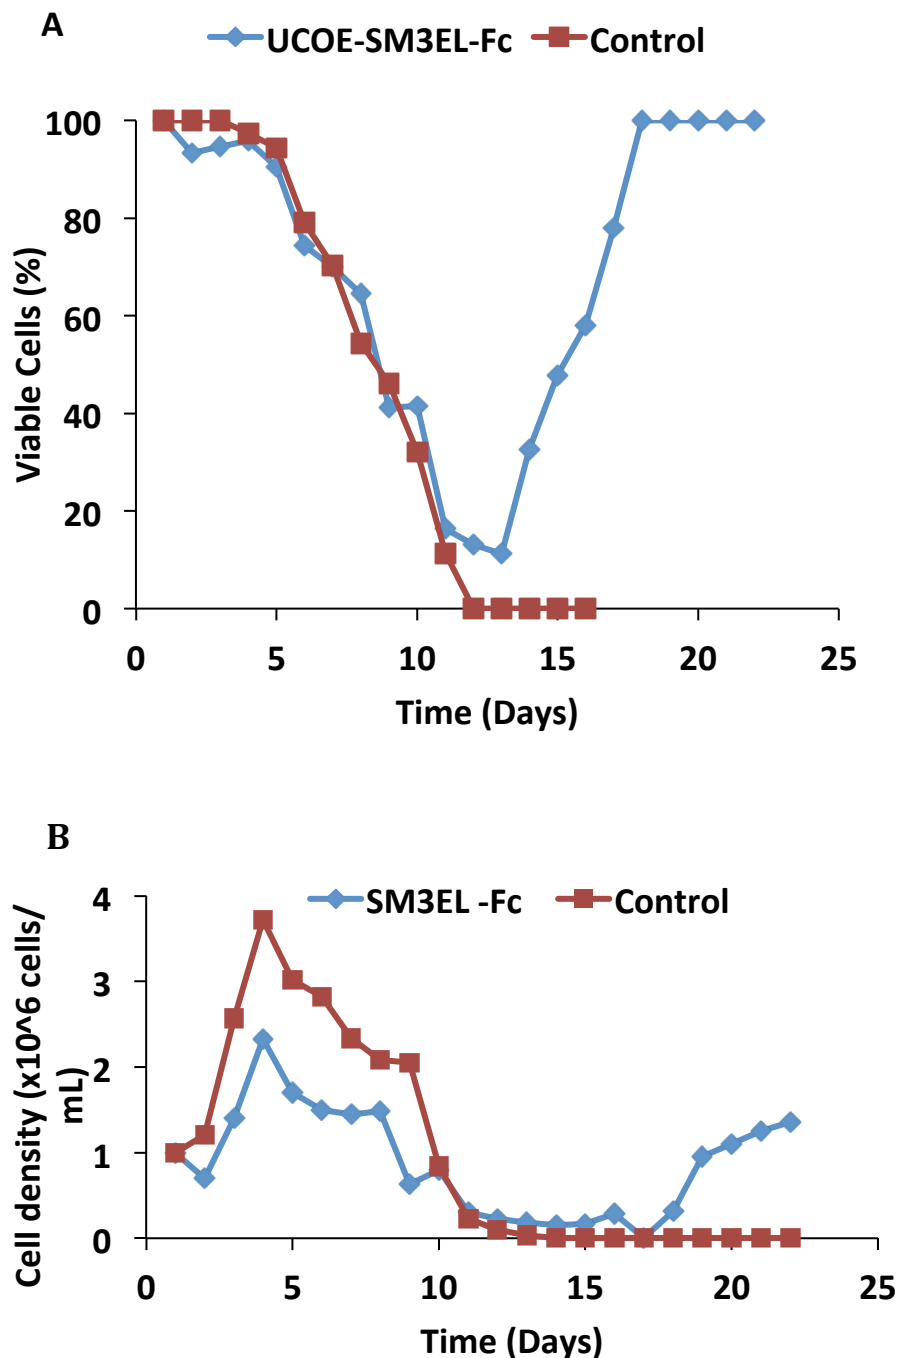 A
UCOE-SM3EL-Fc Control
100
80
60
40
20
0
Viable Cells (%)
0 5 10 15 20 25
Time (Days)
B
SM3EL -Fc Control
4
3
2
1
0
Cell density (x10^6 cells/
mL)
0 5 10 15 20 25
Time (Days)